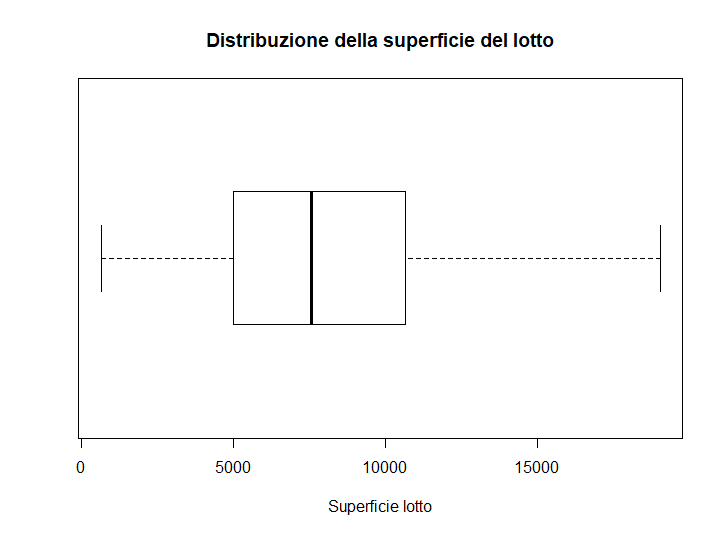 Distribuzione della superficie del lotto
0 5000 10000 15000
Superficie lotto